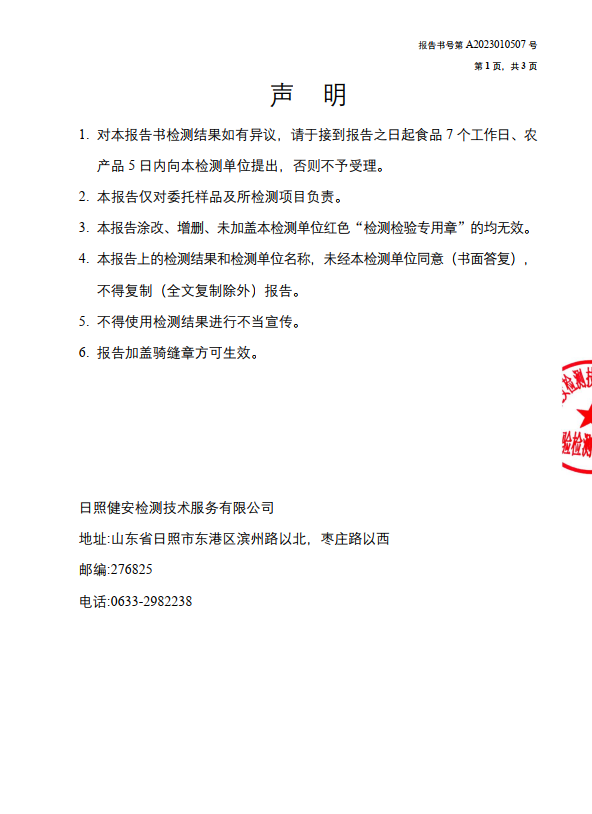 报告书号第 A2023010507 号
第 1 页，共 3 页
声 明
1. 对本报告书检测结果如有异议，请于接到报告之日起食品 7 个工作日、农
产品 5 日内向本检测单位提出，否则不予受理。
2. 本报告仅对委托样品及所检测项目负责。
3. 本报告涂改、增删、未加盖本检测单位红色“检测检验专用章”的均无效。
4. 本报告上的检测结果和检测单位名称，未经本检测单位同意（书面答复），
不得复制（全文复制除外）报告。
5. 不得使用检测结果进行不当宣传。
6. 报告加盖骑缝章方可生效。
安检测技
验检测
日照健安检测技术服务有限公司
地址:山东省日照市东港区滨州路以北，枣庄路以西
邮编:276825
电话:0633-2982238